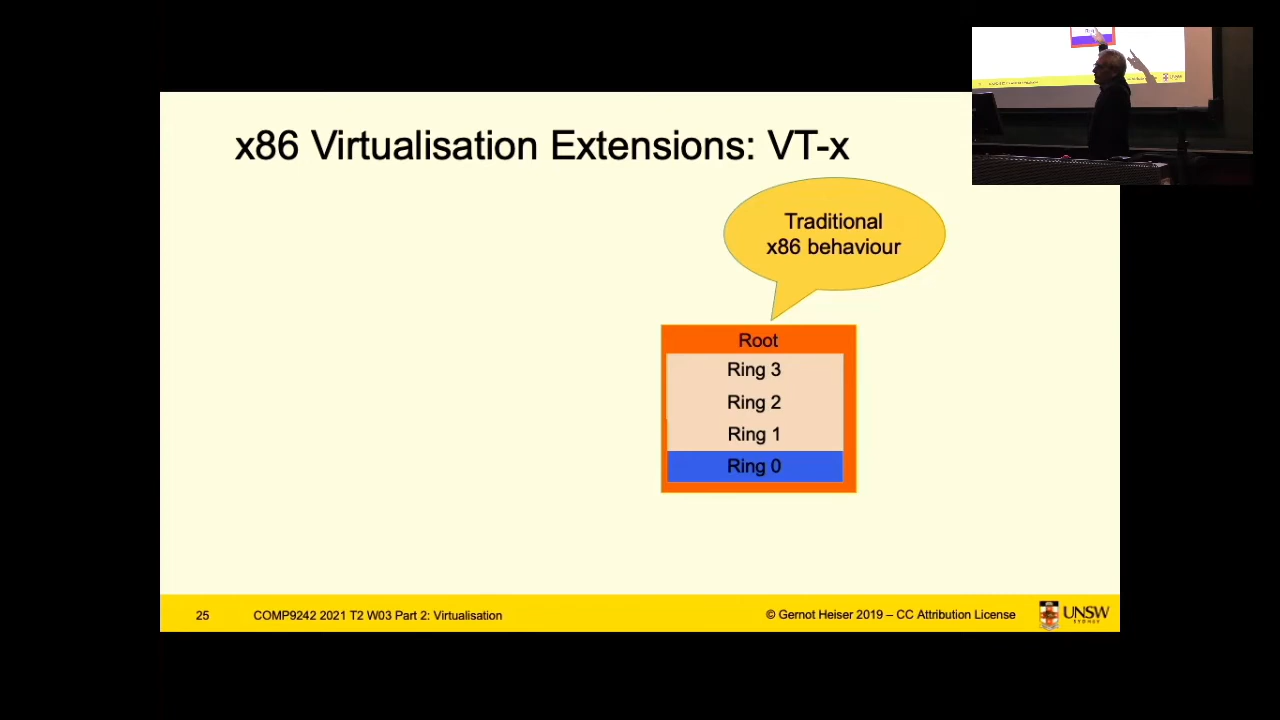 x86 Virtualisation Extensions: VT-x
Traditional
x86 behaviour
Root
Ring 3
Ring 2
Ring 1
Ring 0
25
COMP9242 2021 T2 W03 Part 2: Virtualisation
© Gernot Heiser 2019 – CC Attribution License
UNSW
SYDNEY